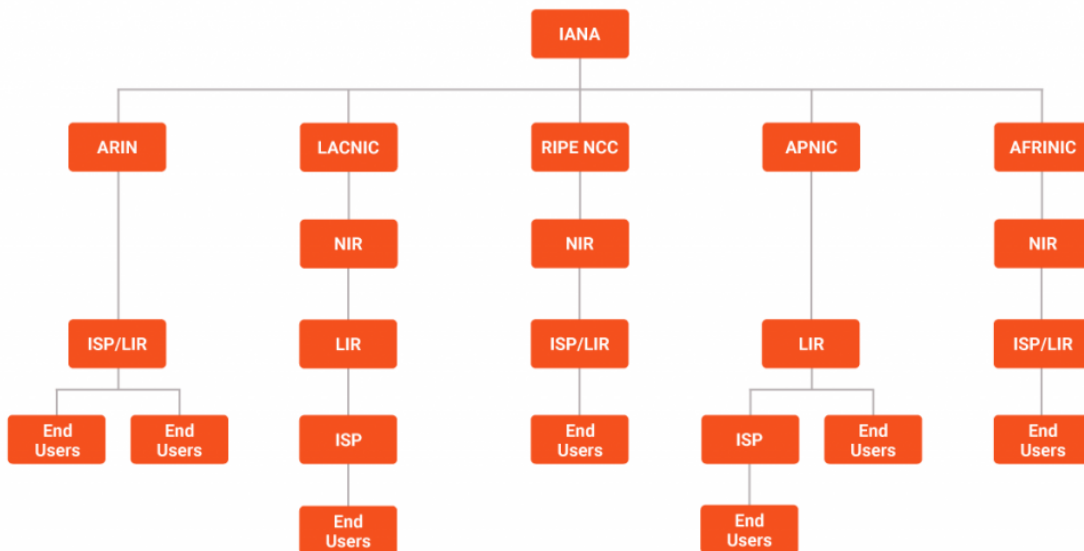 IANA
ARIN
LACNIC
RIPE NCC
APNIC
AFRINIC
NIR
NIR
NIR
ISP/LIR
LIR
ISP/LIR
LIR
ISP/LIR
End
Users
End
Users
ISP
End
Users
ISP
End
Users
End
Users
End
Users
End
Users